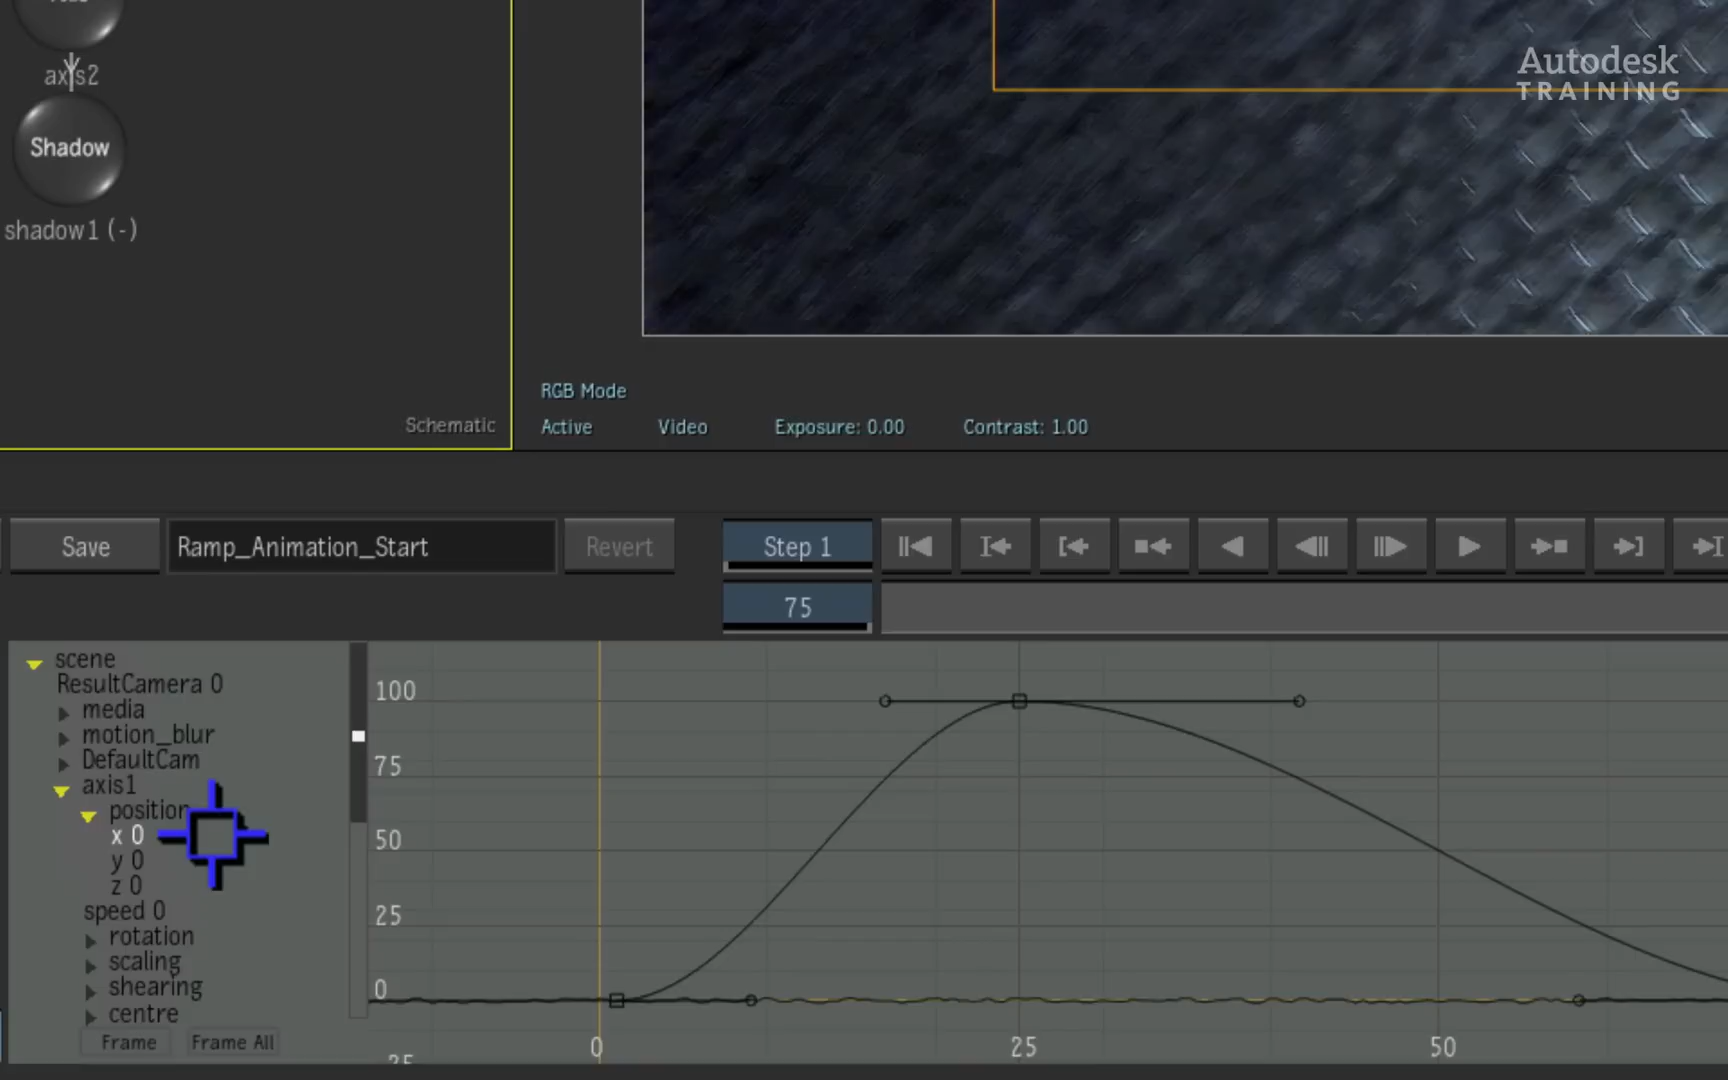 Autodesk
TRAINING
axis2
Shadow
shadow1 (-)
Schematic
RGB Mode
Active Video Exposure: 0.00 Contrast: 1.00
Save Ramp_Animation_Start Revert Step 1
75
scene
ResultCamera 0
media
motion_blur
DefaultCam
axis1
position
x 0
y 0
z 0
speed 0
rotation
scaling
shearing
centre
Frame Frame All
100
75
50
25
0
0 25 50